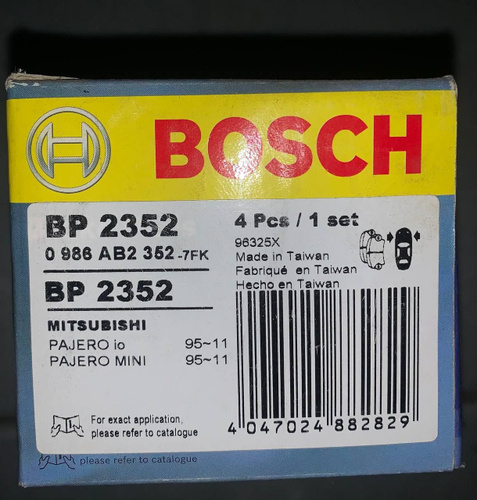 BOSCH
BP 2352
0 986 AB2 352 -7FK
BP 2352
MITSUBISHI
PAJERO io 95~11
PAJERO MINI 95~11
For exact application,
please refer to catalogue
4 Pcs / 1 set
96325X
Made in Taiwan
Fabriqué en Taiwan
Hecho en Taiwan
4 047024 882829
please refer to catalogue